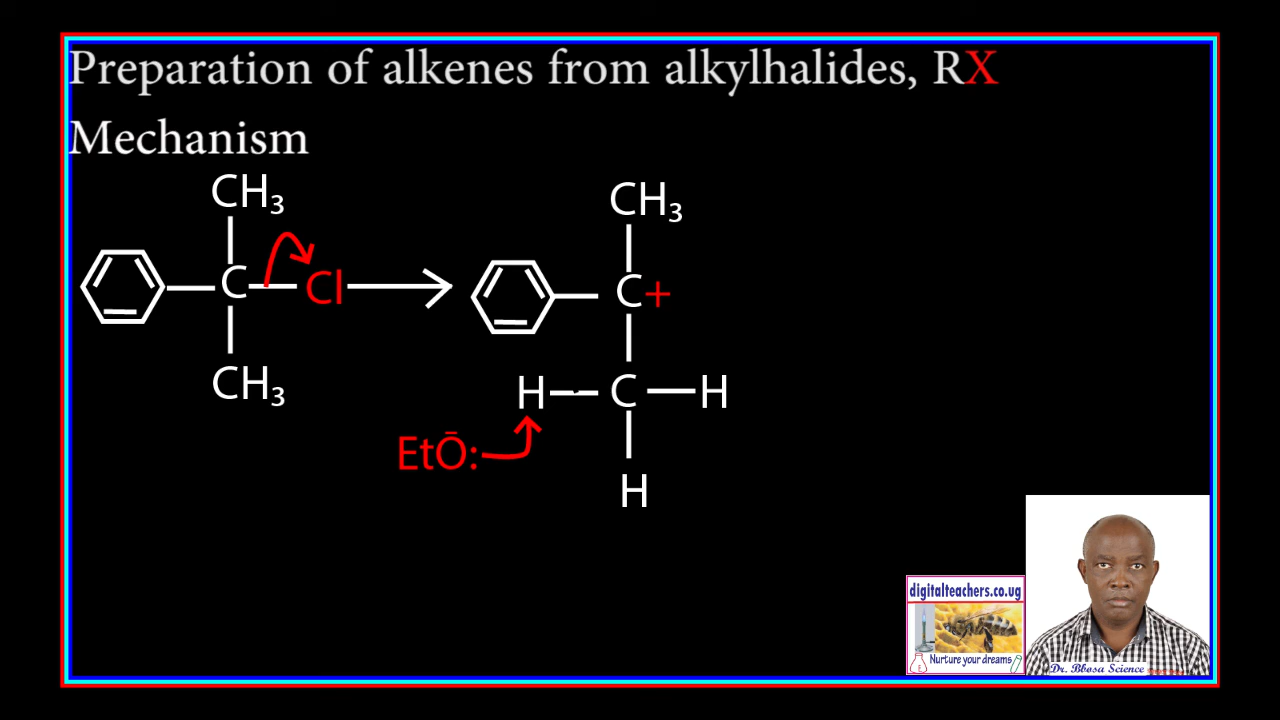 Preparation of alkenes from alkylhalides, RX
Mechanism
CH₃
C
Cl
CH₃
CH₃
C+
H
C
H
EtŌ:
H
digitalteachers.co.ug
Nurture your dreams
Dr. Bbosa Science